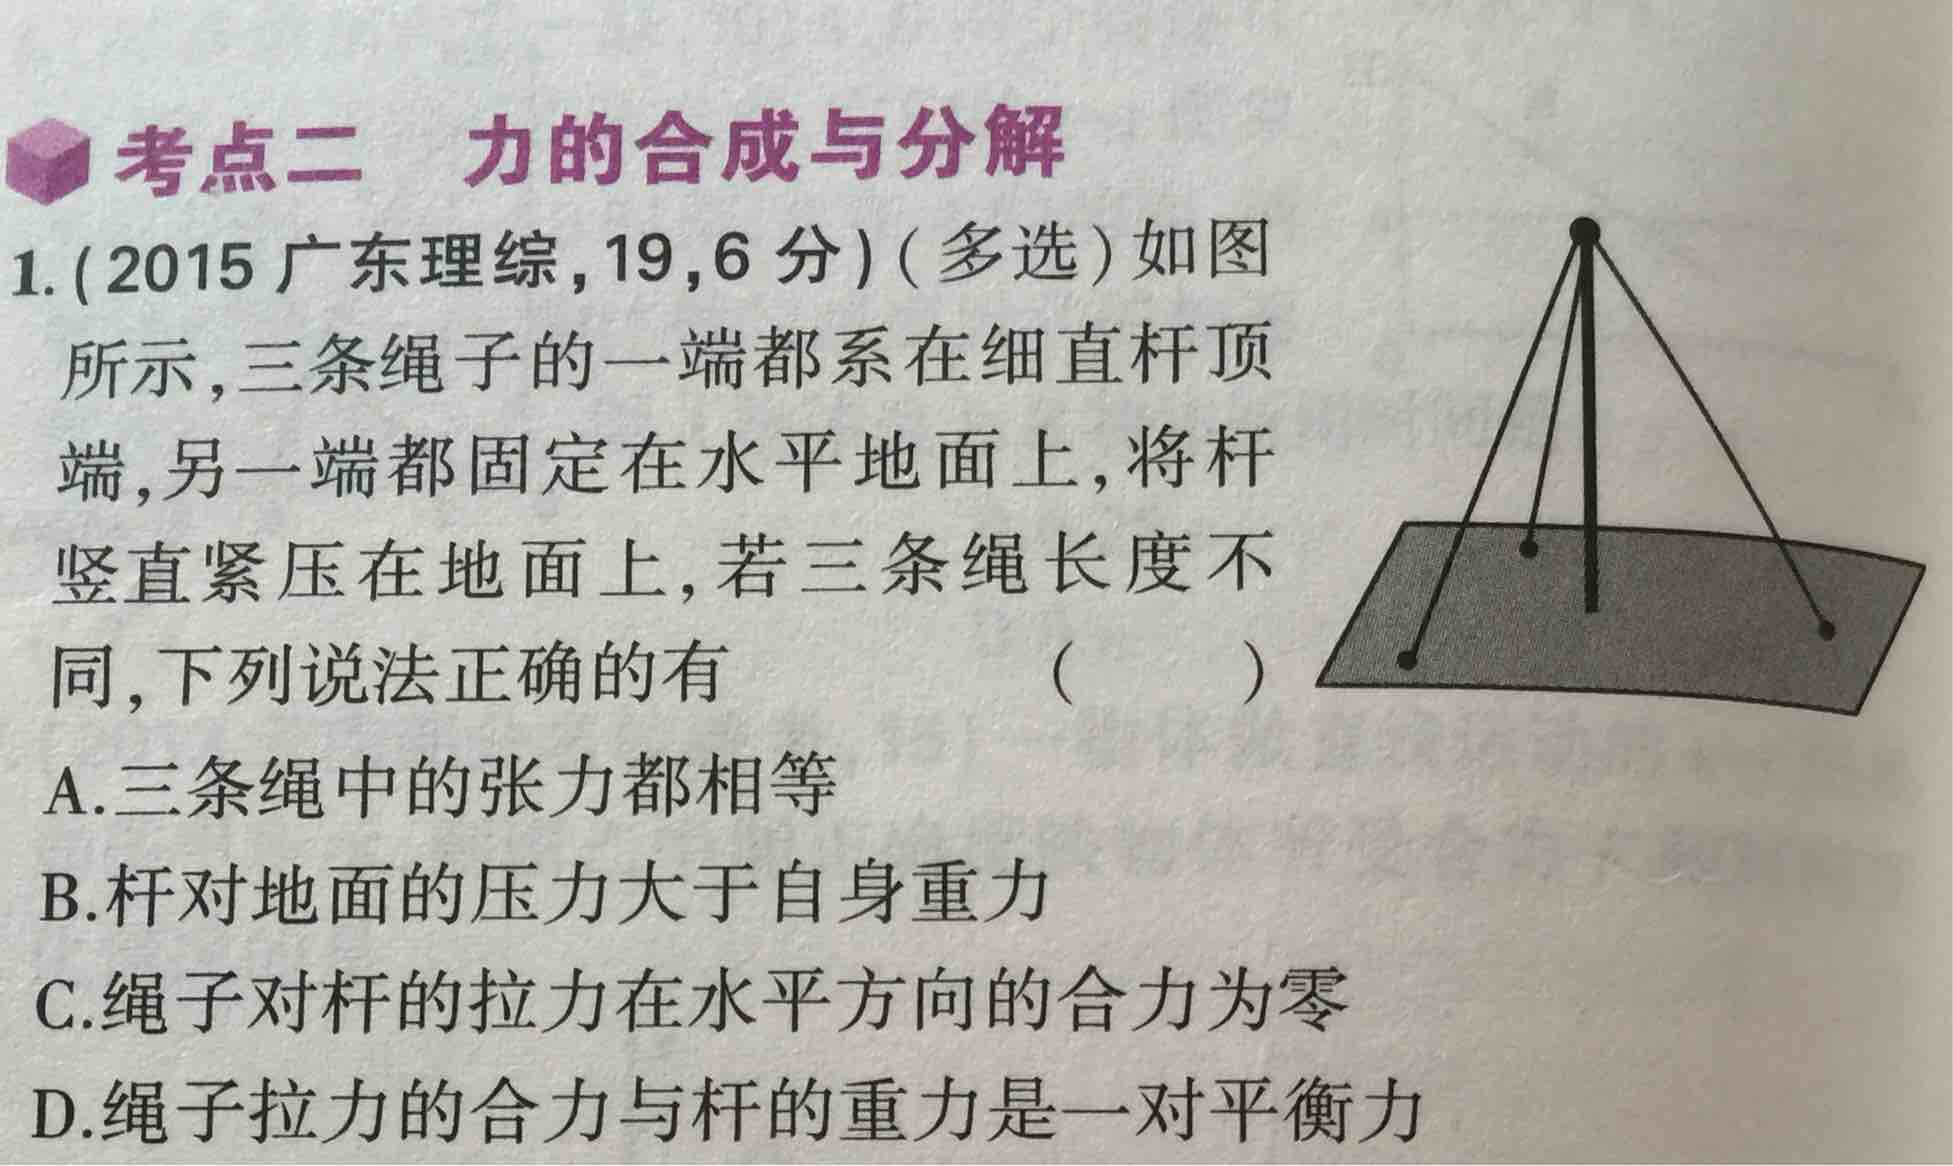 考点二 力的合成与分解
1.(2015广东理综,19,6分)(多选)如图
所示,三条绳子的一端都系在细直杆顶
端,另一端都固定在水平地面上,将杆
竖直紧压在地面上,若三条绳长度不
同,下列说法正确的有 ( )
A.三条绳中的张力都相等
B.杆对地面的压力大于自身重力
C.绳子对杆的拉力在水平方向的合力为零
D.绳子拉力的合力与杆的重力是一对平衡力